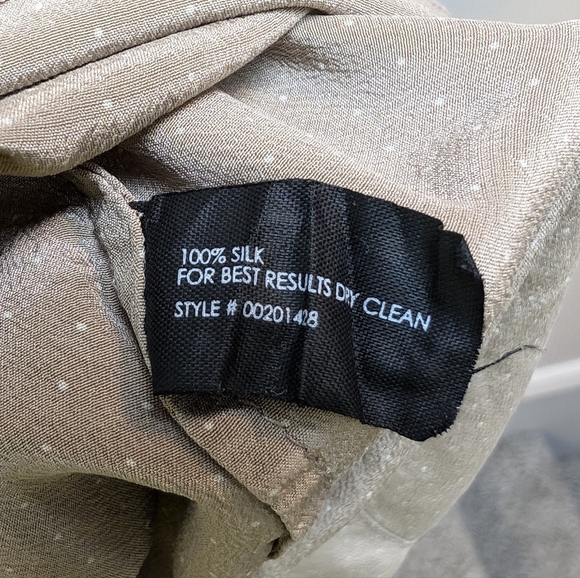 100% SILK
FOR BEST RESULTS DRY CLEAN
STYLE # 00201428